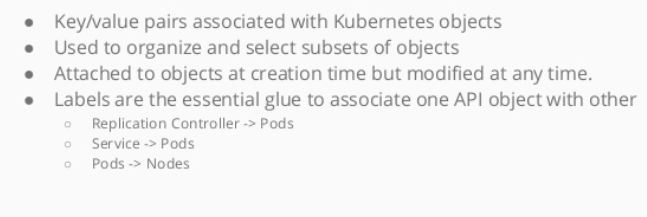 ● Key/value pairs associated with Kubernetes objects
● Used to organize and select subsets of objects
● Attached to objects at creation time but modified at any time.
● Labels are the essential glue to associate one API object with other
○ Replication Controller -> Pods
○ Service -> Pods
○ Pods -> Nodes